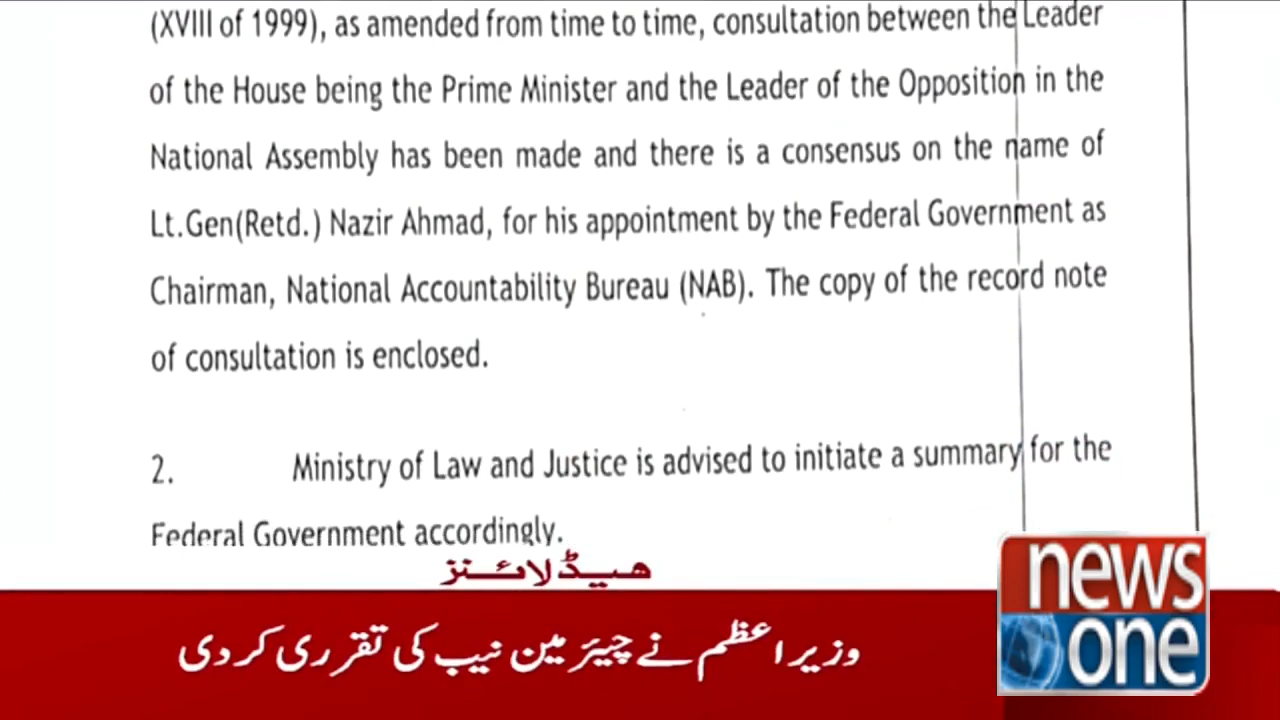 (XVIII of 1999), as amended from time to time, consultation between the Leader
of the House being the Prime Minister and the Leader of the Opposition in the
National Assembly has been made and there is a consensus on the name of
Lt.Gen(Retd.) Nazir Ahmad, for his appointment by the Federal Government as
Chairman, National Accountability Bureau (NAB). The copy of the record note
of consultation is enclosed.
2. Ministry of Law and Justice is advised to initiate a summary for the
Federal Government accordingly.
ہیڈلائنز
وزیراعظم نے چیئرمین نیب کی تقرری کردی
news
one